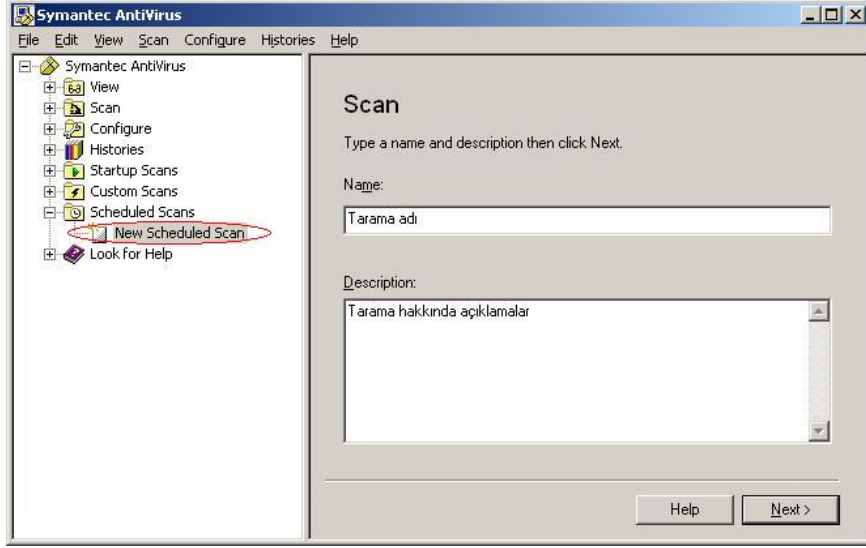 Symantec AntiVirus
File Edit View Scan Configure Histories Help
Symantec AntiVirus
View
Scan
Configure
Histories
Startup Scans
Custom Scans
Scheduled Scans
New Scheduled Scan
Look for Help
Scan
Type a name and description then click Next.
Name:
Tarama adı
Description:
Tarama hakkında açıklamalar
Help Next >